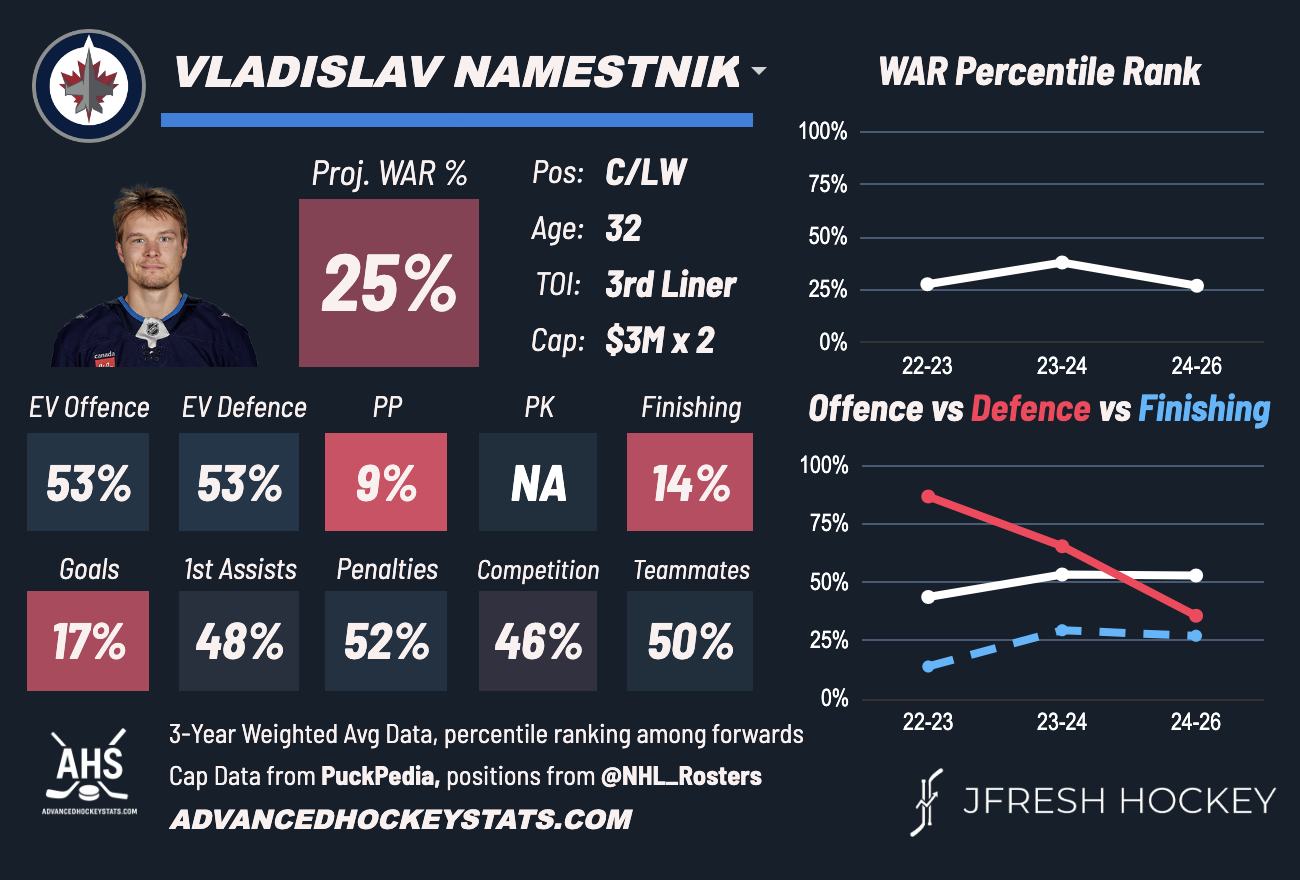 VLADISLAV NAMESTNIK
WAR Percentile Rank
Proj. WAR %
25%
Pos: C/LW
Age: 32
TOI: 3rd Liner
Cap: $3M x 2
canada
100%
75%
50%
25%
0%
22-23 23-24 24-26
EV Offence EV Defence PP PK Finishing
53% 53% 9% NA 14%
Goals 1st Assists Penalties Competition Teammates
17% 48% 52% 46% 50%
Offence vs Defence vs Finishing
100%
75%
50%
25%
0%
22-23 23-24 24-26
AHS
ADVANCEDHOCKEYSTATS.COM
3-Year Weighted Avg Data, percentile ranking among forwards
Cap Data from PuckPedia, positions from @NHL_Rosters
ADVANCEDHOCKEYSTATS.COM
JFRESH HOCKEY